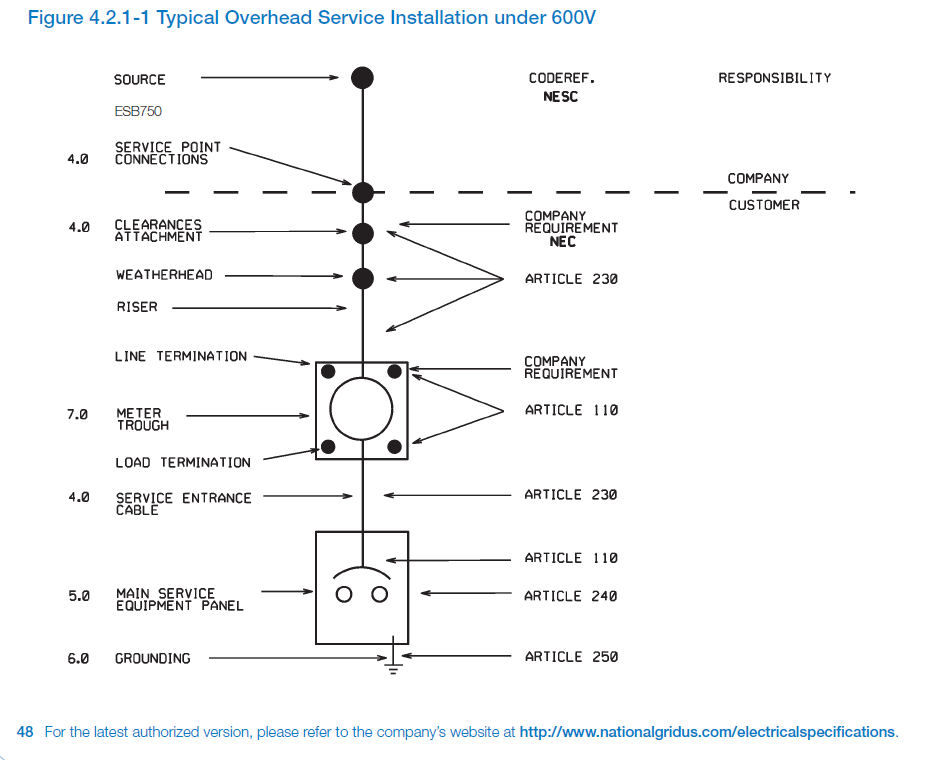 Figure 4.2.1-1 Typical Overhead Service Installation under 600V
SOURCE
CODEREF.
RESPONSIBILITY
NESC
ESB750
4.0
SERVICE POINT
CONNECTIONS
COMPANY
CUSTOMER
4.0
CLEARANCES
ATTACHMENT
COMPANY
REQUIREMENT
NEC
WEATHERHEAD
ARTICLE 230
RISER
LINE TERMINATION
COMPANY
REQUIREMENT
7.0
METER
TROUGH
ARTICLE 110
LOAD TERMINATION
4.0
SERVICE ENTRANCE
CABLE
ARTICLE 230
ARTICLE 110
5.0
MAIN SERVICE
EQUIPMENT PANEL
ARTICLE 240
6.0
GROUNDING
ARTICLE 250
48 For the latest authorized version, please refer to the company's website at http://www.nationalgridus.com/electricalspecifications.